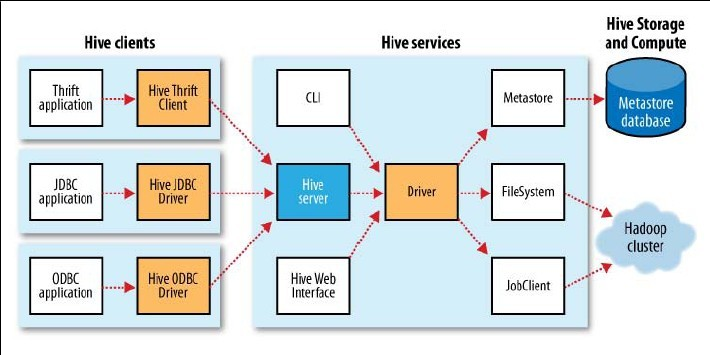 Hive clients
Hive services
Hive Storage
and Compute
Thrift
application
Hive Thrift
Client
CLI
Metastore
Metastore
database
JDBC
application
Hive JDBC
Driver
Hive
server
Driver
FileSystem
Hadoop
cluster
ODBC
application
Hive ODBC
Driver
Hive Web
Interface
JobClient